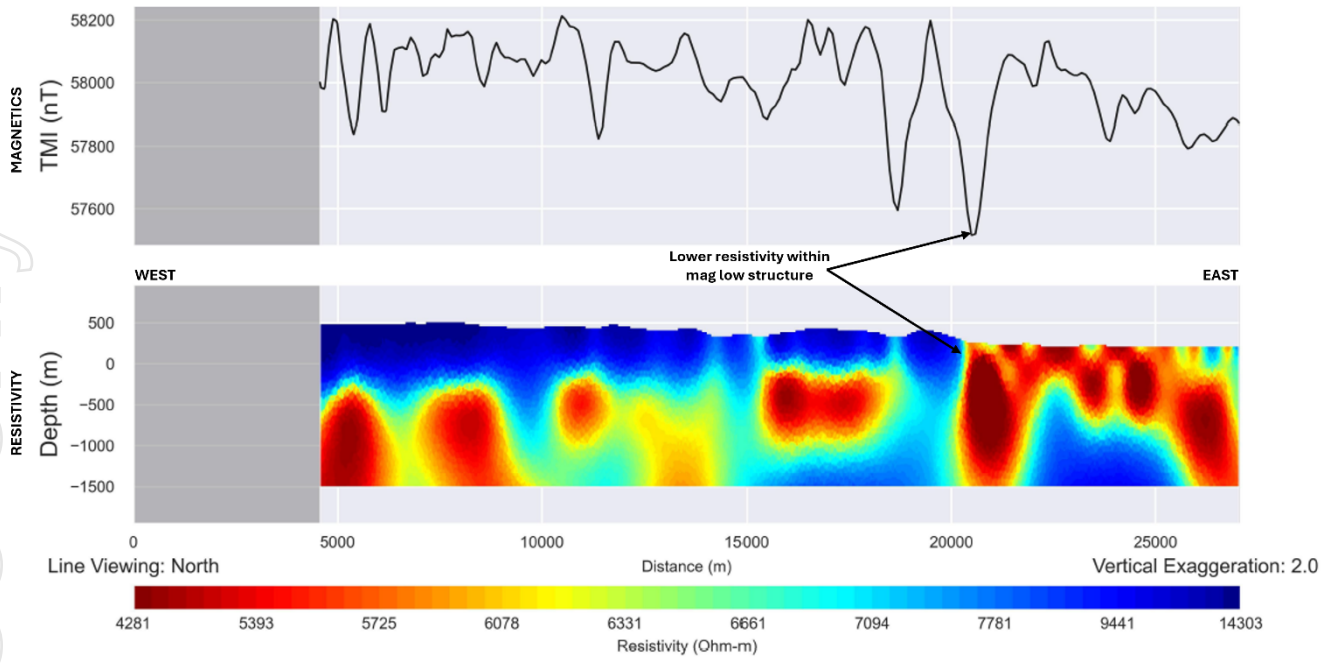 58200
58000
57800
57600
TMI (nT)
MAGNETICS
Lower resistivity within
mag low structure
WEST
EAST
500
0
−500
−1000
−1500
Depth (m)
RESISTIVITY
0 5000 10000 15000 20000 25000
Line Viewing: North Distance (m) Vertical Exaggeration: 2.0
4281 5393 5725 6078 6331 6661 7094 7781 9441 14303
Resistivity (Ohm-m)